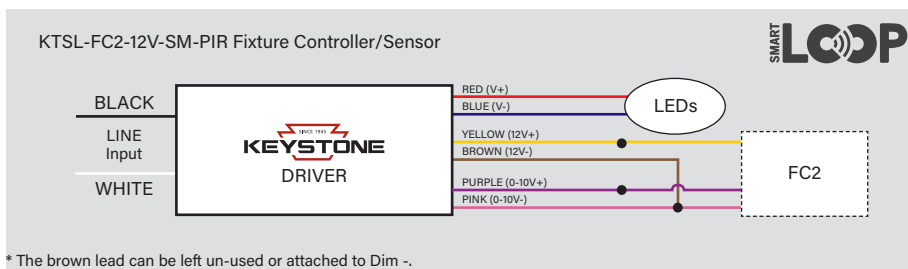 KTSL-FC2-12V-SM-PIR Fixture Controller/Sensor
SMART
LOOP
BLACK
LINE
Input
WHITE
SINCE 1945
KEYSTONE
DRIVER
RED (V+)
BLUE (V-)
YELLOW (12V+)
BROWN (12V-)
PURPLE (0-10V+)
PINK (0-10V-)
LEDs
FC2
* The brown lead can be left un-used or attached to Dim -.